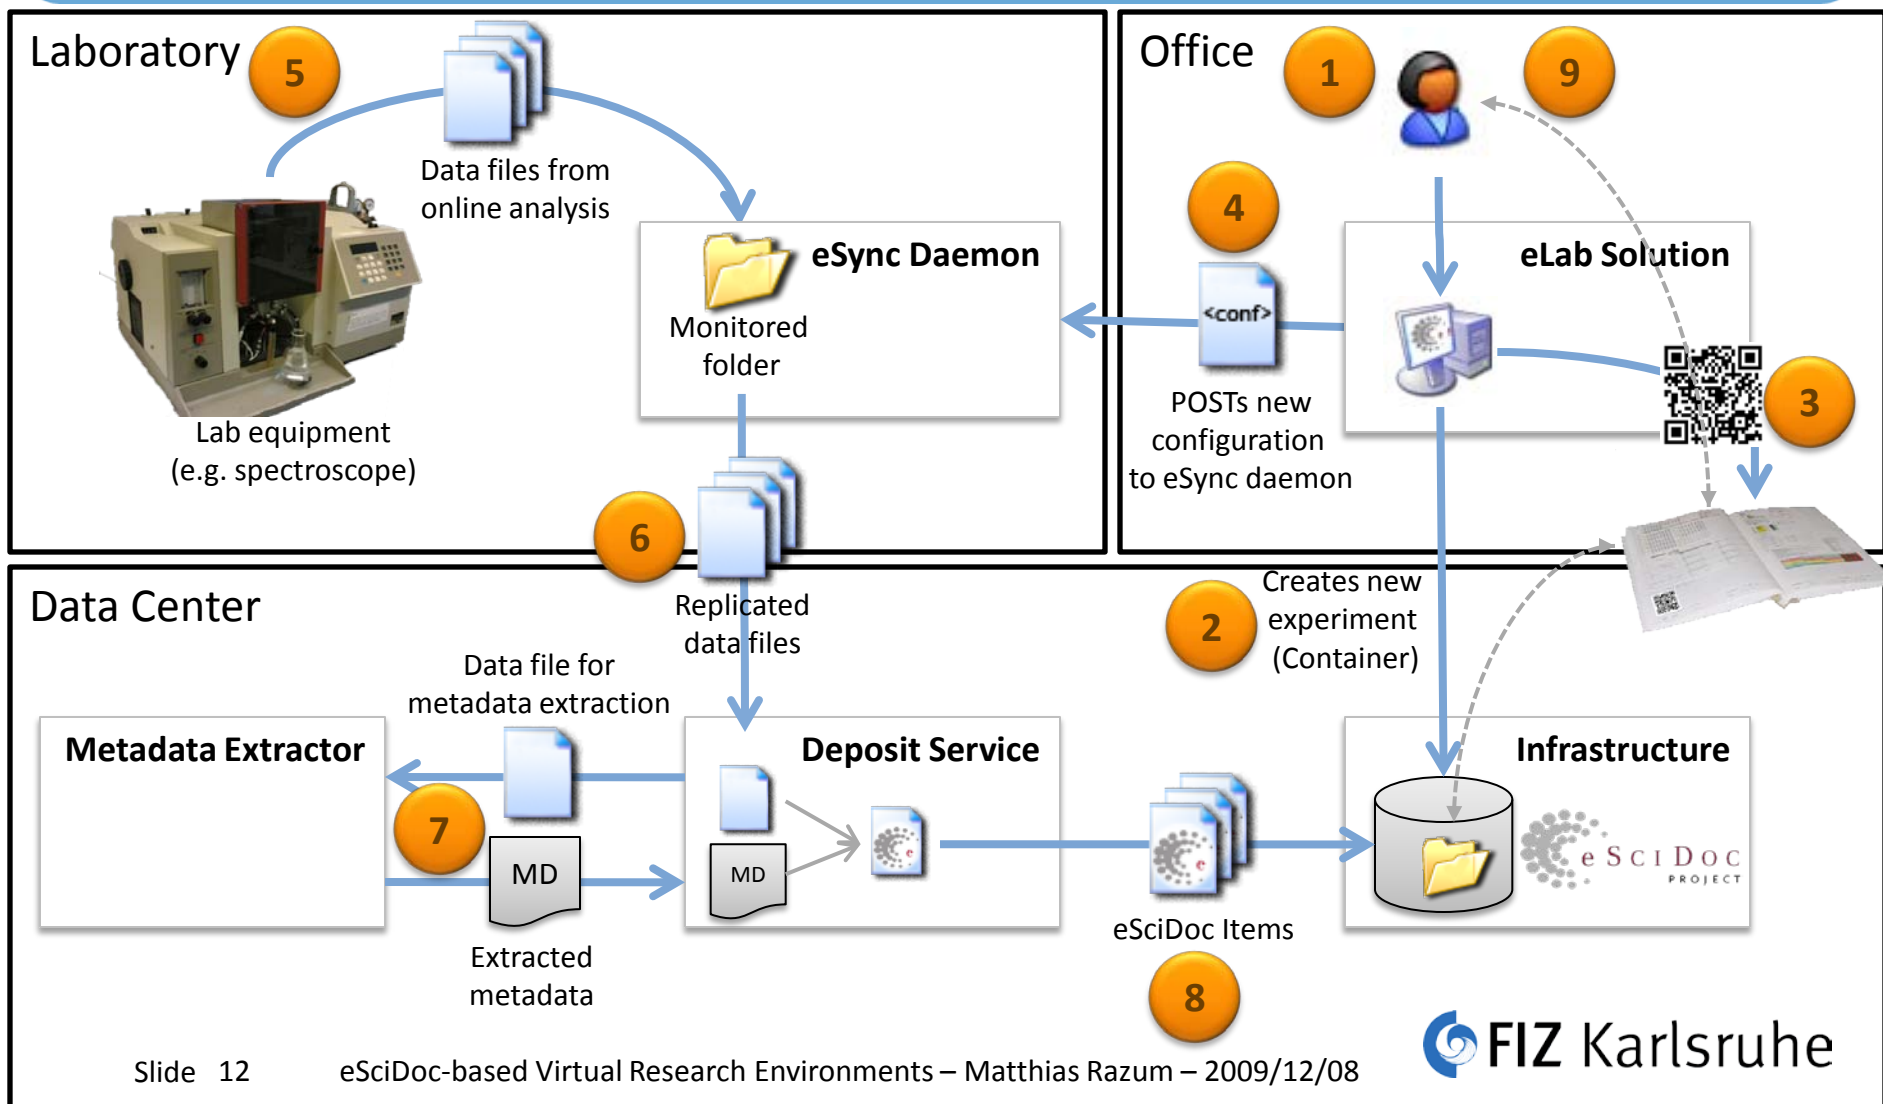 Laboratory
5
Data files from
online analysis
Lab equipment
(e.g. spectroscope)
eSync Daemon
Monitored
folder
Office
1
9
4
<conf>
POSTs new
configuration
to eSync daemon
eLab Solution
e
3
6
Replicated
data files
Data Center
2
Creates new
experiment
(Container)
Data file for
metadata extraction
Metadata Extractor
7
MD
Extracted
metadata
Deposit Service
MD
e
e
eSciDoc Items
8
Infrastructure
e SciDoc
PROJECT
FIZ Karlsruhe
Slide 12 eSciDoc-based Virtual Research Environments – Matthias Razum – 2009/12/08